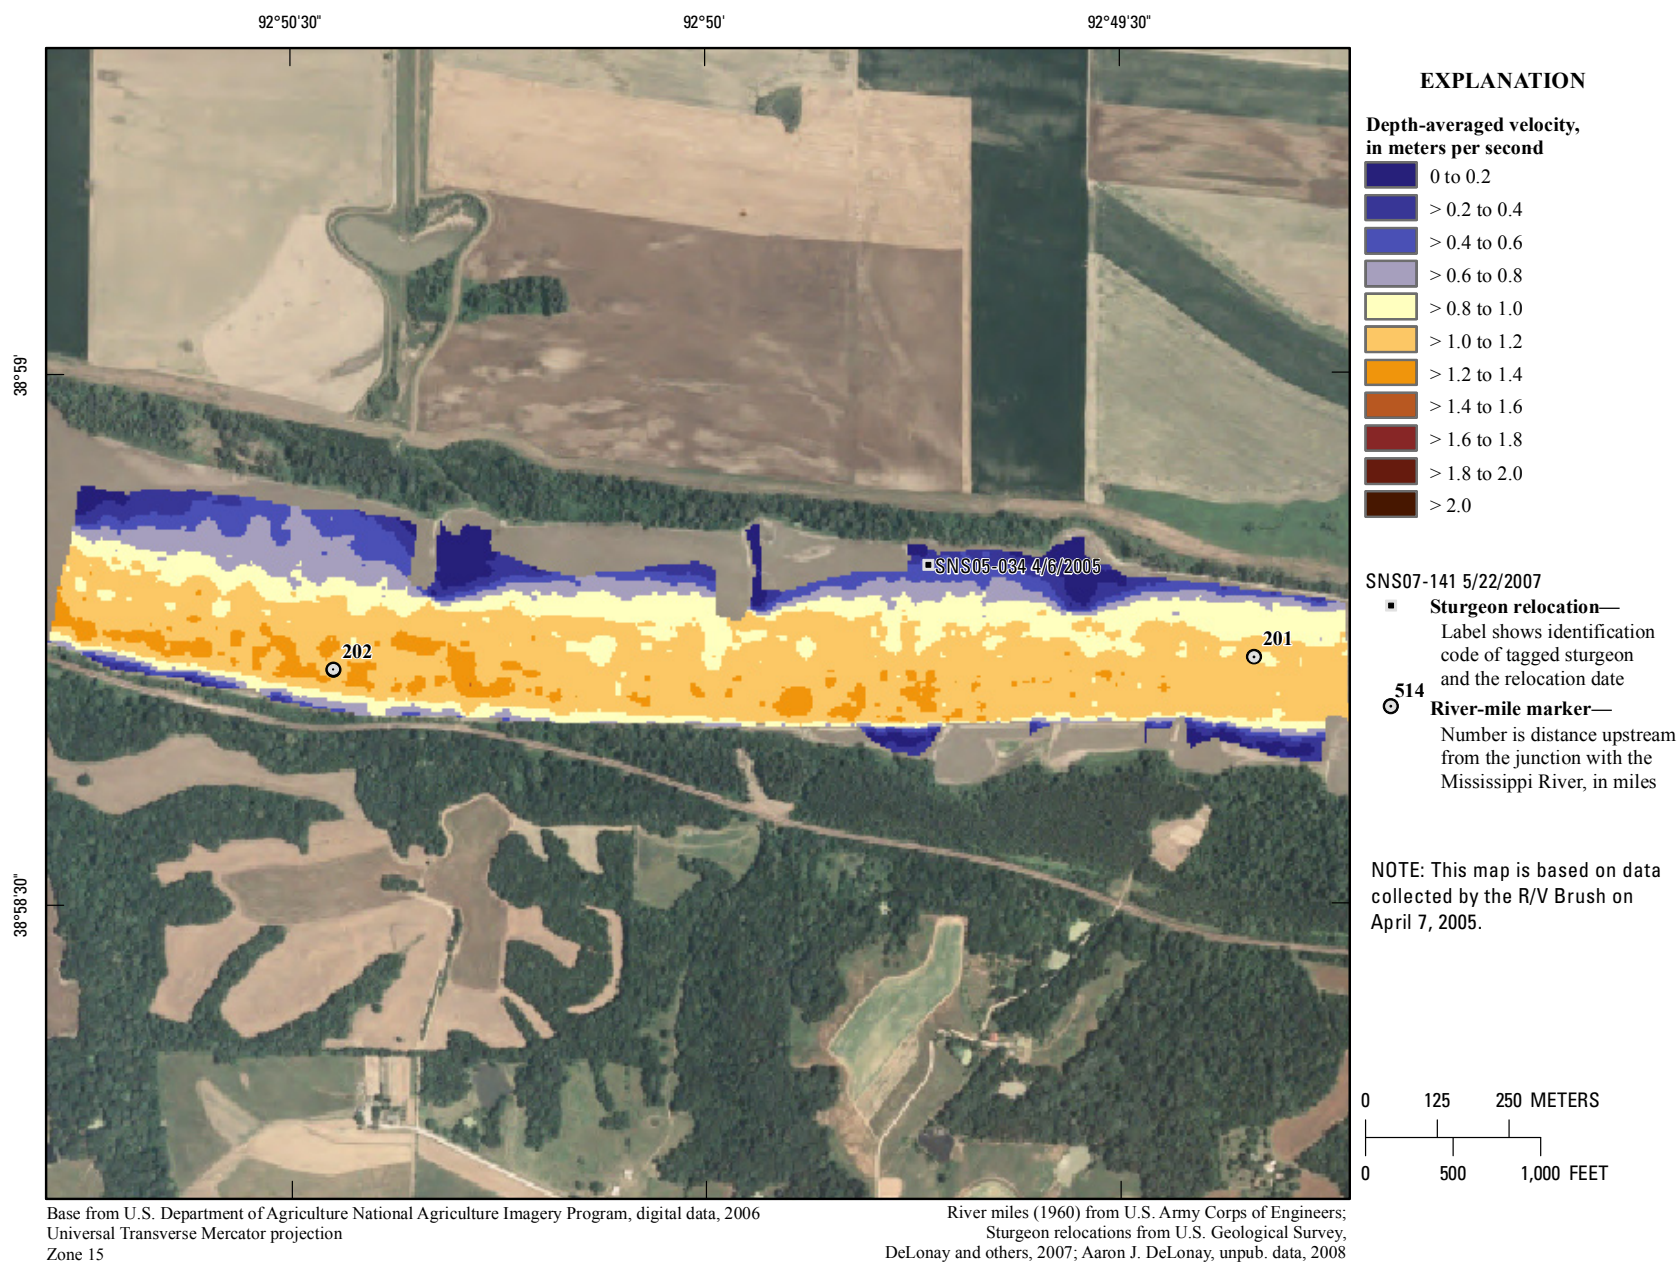 92°50'30"
92°50'
92°49'30"
38°59'
38°58'30"
SNS05-034 4/6/2005
202
201
EXPLANATION
Depth-averaged velocity,
in meters per second
0 to 0.2
> 0.2 to 0.4
> 0.4 to 0.6
> 0.6 to 0.8
> 0.8 to 1.0
> 1.0 to 1.2
> 1.2 to 1.4
> 1.4 to 1.6
> 1.6 to 1.8
> 1.8 to 2.0
> 2.0
SNS07-141 5/22/2007
Sturgeon relocation—
Label shows identification
code of tagged sturgeon
and the relocation date
514
River-mile marker—
Number is distance upstream
from the junction with the
Mississippi River, in miles
NOTE: This map is based on data
collected by the R/V Brush on
April 7, 2005.
0 125 250 METERS
0 500 1,000 FEET
Base from U.S. Department of Agriculture National Agriculture Imagery Program, digital data, 2006
Universal Transverse Mercator projection
Zone 15
River miles (1960) from U.S. Army Corps of Engineers;
Sturgeon relocations from U.S. Geological Survey,
DeLonay and others, 2007; Aaron J. DeLonay, unpub. data, 2008